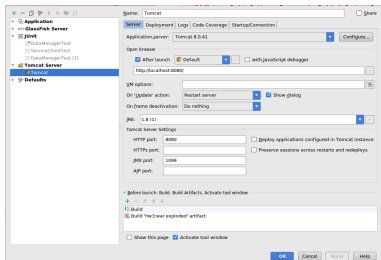 Name: Tomcat
Share
Application
GlassFish Server
JUnit
DataManagerTest
ServiceClientTest
DataManagerTest (1)
Tomcat Server
Tomcat
Defaults
Server Deployment Logs Code Coverage Startup/Connection
Application server: Tomcat 8.0.41 Configure...
Open browser
After launch Default with JavaScript debugger
http://localhost:8080/
VM options:
On 'Update' action: Restart server Show dialog
On frame deactivation: Do nothing
JRE: 1.8 (1)
Tomcat Server Settings
HTTP port: 8080 Deploy applications configured in Tomcat instance
HTTPs port: Preserve sessions across restarts and redeploys
JMX port: 1099
AJP port:
Before launch: Build, Build Artifacts, Activate tool window
Build
Build 'hw3:war exploded' artifact
Show this page Activate tool window
OK Cancel Apply Help